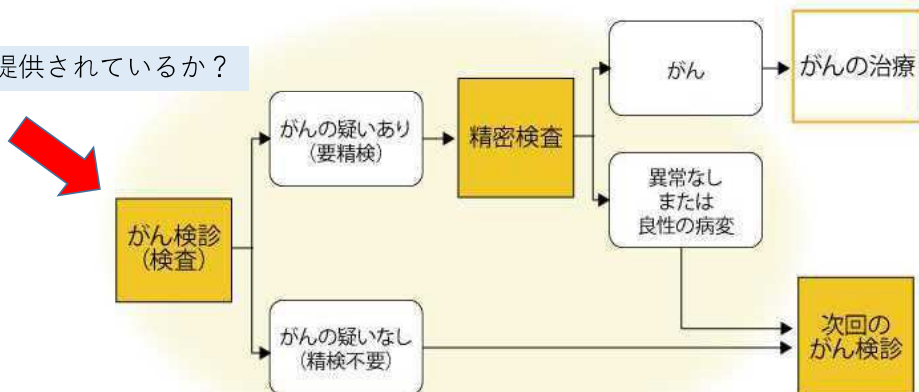 提供されているか？
がん検診
（検査）
がんの疑いあり
（要精検）
がんの疑いなし
（精検不要）
精密検査
がん
異常なし
または
良性の病変
がんの治療
次回の
がん検診